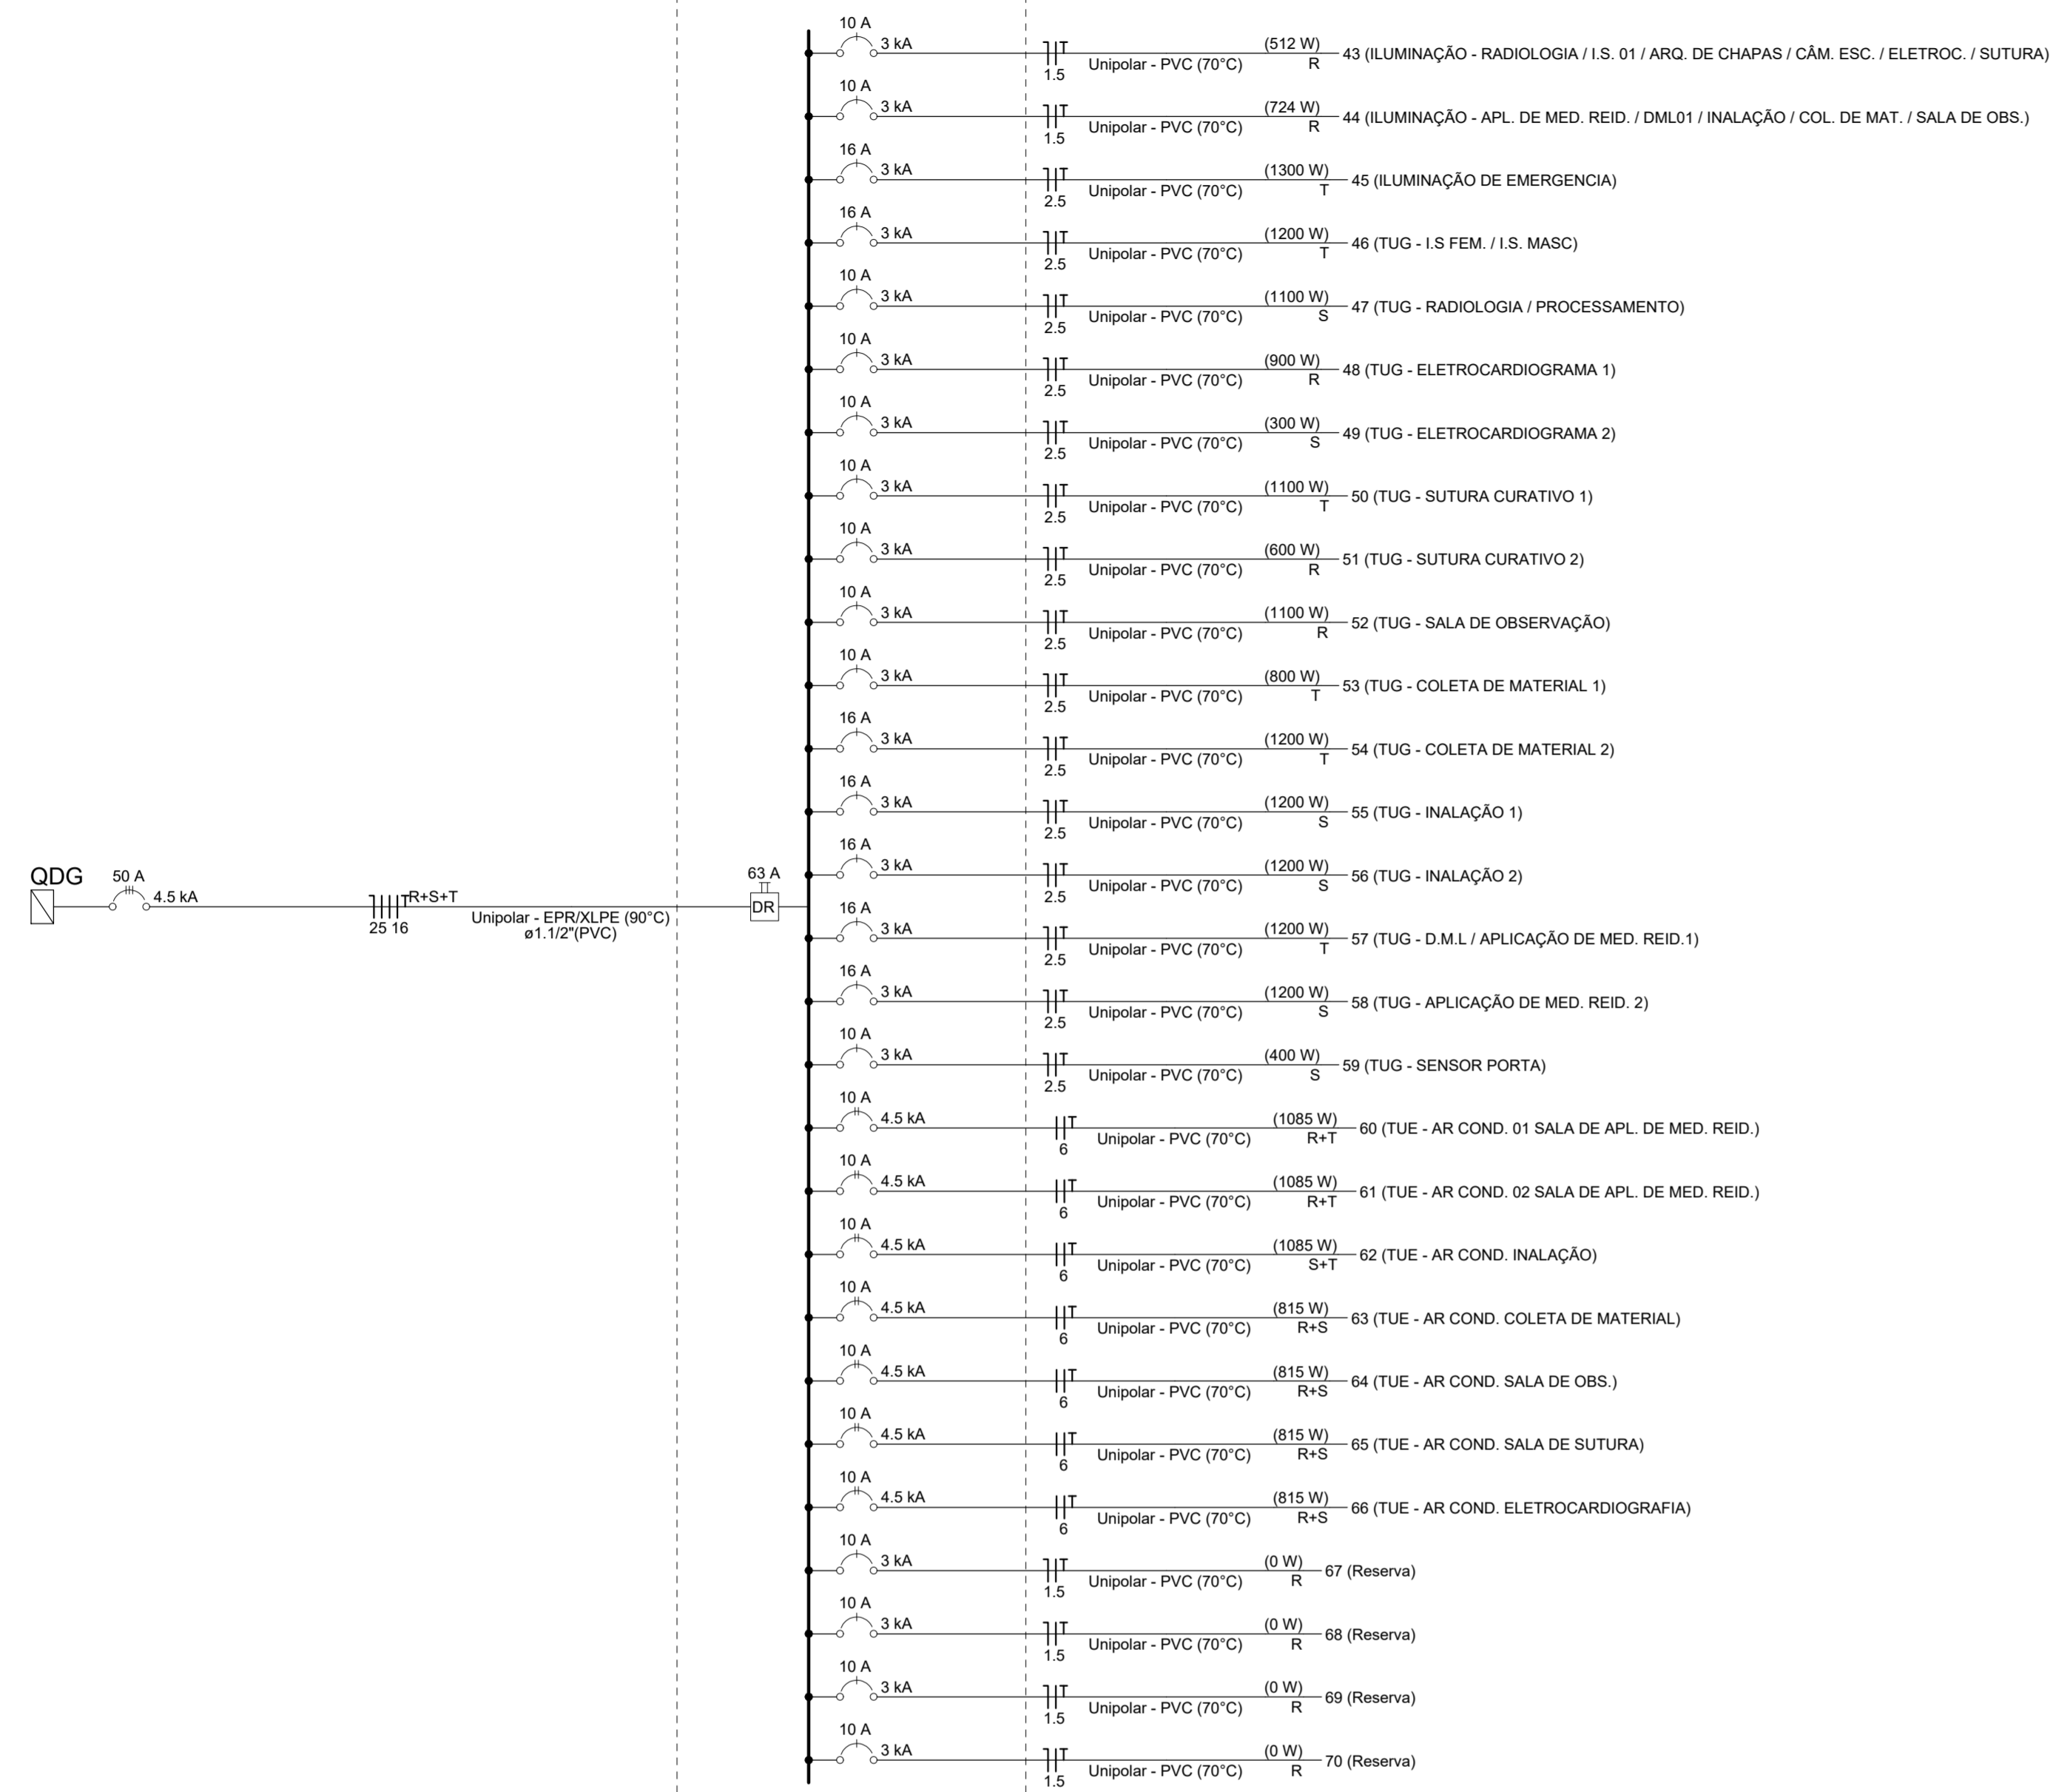 10 A
3 kA
T
1.5
Unipolar - PVC (70°C)
(512 W)
R
43 (ILUMINAÇÃO - RADIOLOGIA / I.S. 01 / ARQ. DE CHAPAS / CÂM. ESC. / ELETROC. / SUTURA)
10 A
3 kA
T
1.5
Unipolar - PVC (70°C)
(724 W)
R
44 (ILUMINAÇÃO - APL. DE MED. REID. / DML01 / INALAÇÃO / COL. DE MAT. / SALA DE OBS.)
16 A
3 kA
T
2.5
Unipolar - PVC (70°C)
(1300 W)
T
45 (ILUMINAÇÃO DE EMERGENCIA)
16 A
3 kA
T
2.5
Unipolar - PVC (70°C)
(1200 W)
T
46 (TUG - I.S FEM. / I.S. MASC)
10 A
3 kA
T
2.5
Unipolar - PVC (70°C)
(1100 W)
S
47 (TUG - RADIOLOGIA / PROCESSAMENTO)
10 A
3 kA
T
2.5
Unipolar - PVC (70°C)
(900 W)
R
48 (TUG - ELETROCARDIOGRAMA 1)
10 A
3 kA
T
2.5
Unipolar - PVC (70°C)
(300 W)
S
49 (TUG - ELETROCARDIOGRAMA 2)
10 A
3 kA
T
2.5
Unipolar - PVC (70°C)
(1100 W)
T
50 (TUG - SUTURA CURATIVO 1)
10 A
3 kA
T
2.5
Unipolar - PVC (70°C)
(600 W)
R
51 (TUG - SUTURA CURATIVO 2)
10 A
3 kA
T
2.5
Unipolar - PVC (70°C)
(1100 W)
R
52 (TUG - SALA DE OBSERVAÇÃO)
10 A
3 kA
T
2.5
Unipolar - PVC (70°C)
(800 W)
T
53 (TUG - COLETA DE MATERIAL 1)
16 A
3 kA
T
2.5
Unipolar - PVC (70°C)
(1200 W)
T
54 (TUG - COLETA DE MATERIAL 2)
16 A
3 kA
T
2.5
Unipolar - PVC (70°C)
(1200 W)
S
55 (TUG - INALAÇÃO 1)
16 A
3 kA
T
2.5
Unipolar - PVC (70°C)
(1200 W)
S
56 (TUG - INALAÇÃO 2)
QDG
50 A
4.5 kA
T
R+S+T
25 16
Unipolar - EPR/XLPE (90°C)
ø1.1/2"(PVC)
63 A
DR
16 A
3 kA
T
2.5
Unipolar - PVC (70°C)
(1200 W)
T
57 (TUG - D.M.L / APLICAÇÃO DE MED. REID.1)
16 A
3 kA
T
2.5
Unipolar - PVC (70°C)
(1200 W)
S
58 (TUG - APLICAÇÃO DE MED. REID. 2)
10 A
3 kA
T
2.5
Unipolar - PVC (70°C)
(400 W)
S
59 (TUG - SENSOR PORTA)
10 A
4.5 kA
T
6
Unipolar - PVC (70°C)
(1085 W)
R+T
60 (TUE - AR COND. 01 SALA DE APL. DE MED. REID.)
10 A
4.5 kA
T
6
Unipolar - PVC (70°C)
(1085 W)
R+T
61 (TUE - AR COND. 02 SALA DE APL. DE MED. REID.)
10 A
4.5 kA
T
6
Unipolar - PVC (70°C)
(1085 W)
S+T
62 (TUE - AR COND. INALAÇÃO)
10 A
4.5 kA
T
6
Unipolar - PVC (70°C)
(815 W)
R+S
63 (TUE - AR COND. COLETA DE MATERIAL)
10 A
4.5 kA
T
6
Unipolar - PVC (70°C)
(815 W)
R+S
64 (TUE - AR COND. SALA DE OBS.)
10 A
4.5 kA
T
6
Unipolar - PVC (70°C)
(815 W)
R+S
65 (TUE - AR COND. SALA DE SUTURA)
10 A
4.5 kA
T
6
Unipolar - PVC (70°C)
(815 W)
R+S
66 (TUE - AR COND. ELETROCARDIOGRAFIA)
10 A
3 kA
T
1.5
Unipolar - PVC (70°C)
(0 W)
R
67 (Reserva)
10 A
3 kA
T
1.5
Unipolar - PVC (70°C)
(0 W)
R
68 (Reserva)
10 A
3 kA
T
1.5
Unipolar - PVC (70°C)
(0 W)
R
69 (Reserva)
10 A
3 kA
T
1.5
Unipolar - PVC (70°C)
(0 W)
R
70 (Reserva)